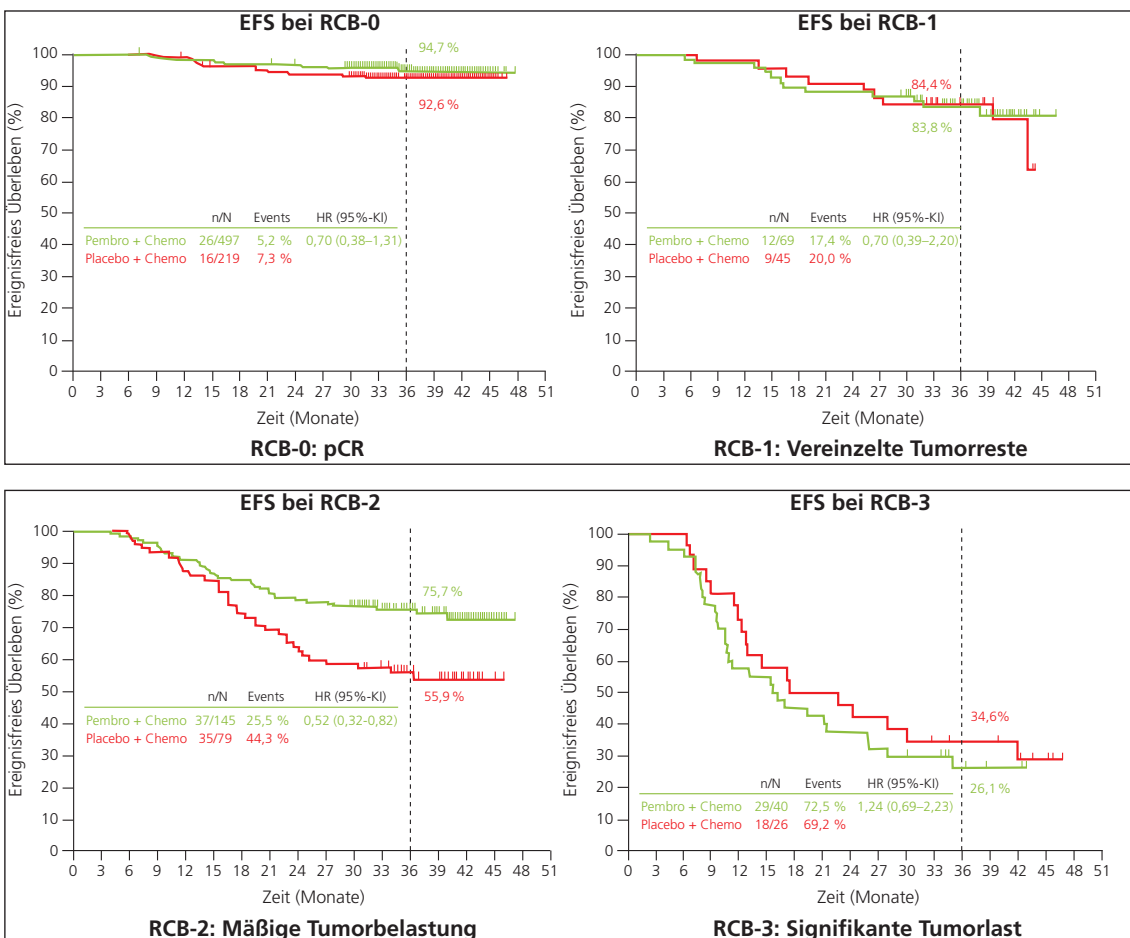 EFS bei RCB-0
Ereignisfreies Überleben (%)
100
90
80
70
60
50
40
30
20
10
0
94,7 %
92,6 %
n/N Events HR (95%-KI)
Pembro + Chemo 26/497 5,2 % 0,70 (0,38–1,31)
Placebo + Chemo 16/219 7,3 %
0 3 6 9 12 15 18 21 24 27 30 33 36 39 42 45 48 51
Zeit (Monate)
RCB-0: pCR
EFS bei RCB-1
Ereignisfreies Überleben (%)
100
90
80
70
60
50
40
30
20
10
0
84,4 %
83,8 %
n/N Events HR (95%-KI)
Pembro + Chemo 12/69 17,4 % 0,70 (0,39–2,20)
Placebo + Chemo 9/45 20,0 %
0 3 6 9 12 15 18 21 24 27 30 33 36 39 42 45 48 51
Zeit (Monate)
RCB-1: Vereinzelte Tumorreste
EFS bei RCB-2
Ereignisfreies Überleben (%)
100
90
80
70
60
50
40
30
20
10
0
75,7 %
55,9 %
n/N Events HR (95%-KI)
Pembro + Chemo 37/145 25,5 % 0,52 (0,32-0,82)
Placebo + Chemo 35/79 44,3 %
0 3 6 9 12 15 18 21 24 27 30 33 36 39 42 45 48 51
Zeit (Monate)
RCB-2: Mäßige Tumorbelastung
EFS bei RCB-3
Ereignisfreies Überleben (%)
100
90
80
70
60
50
40
30
20
10
0
34,6%
26,1 %
n/N Events HR (95%-KI)
Pembro + Chemo 29/40 72,5 % 1,24 (0,69–2,23)
Placebo + Chemo 18/26 69,2 %
0 3 6 9 12 15 18 21 24 27 30 33 36 39 42 45 48 51
Zeit (Monate)
RCB-3: Signifikante Tumorlast